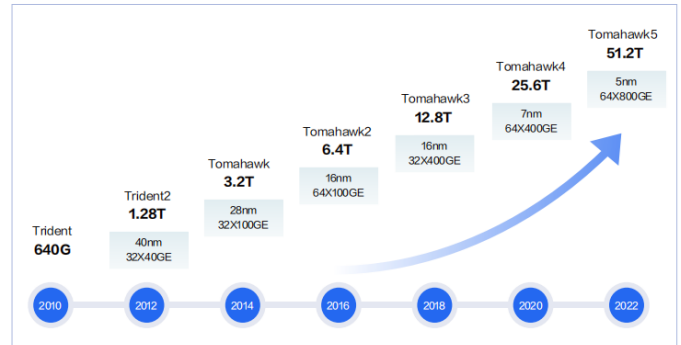 Tomahawk5
51.2T
5nm
64X800GE
Tomahawk4
25.6T
7nm
64X400GE
Tomahawk3
12.8T
16nm
32X400GE
Tomahawk2
6.4T
16nm
64X100GE
Tomahawk
3.2T
28nm
32X100GE
Trident2
1.28T
40nm
32X40GE
Trident
640G
2010
2012
2014
2016
2018
2020
2022